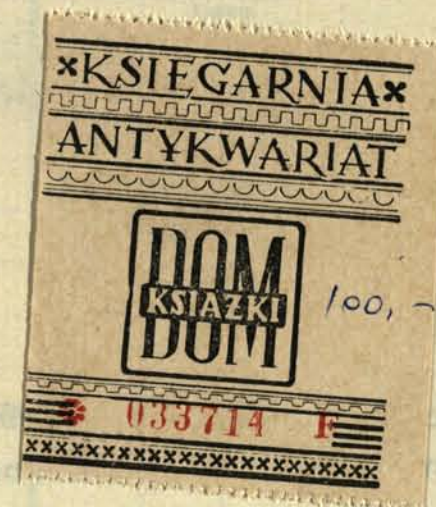 KSIĘGARNIA
ANTYKWARIAT
DOM
KSIĄŻKI
DOM
100,-
033714 F